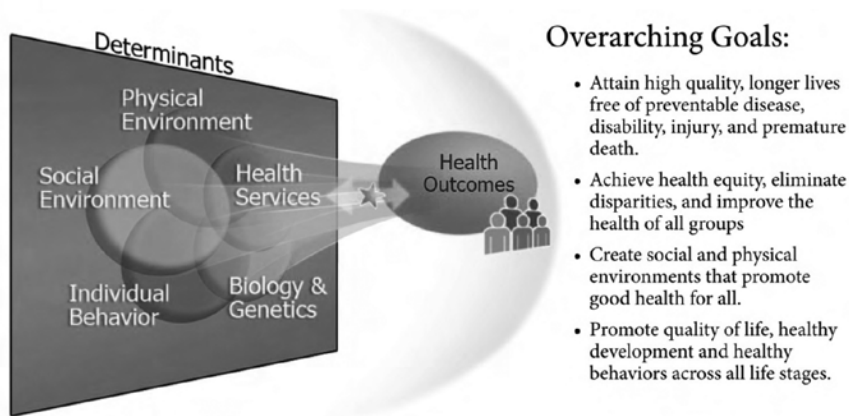 Determinants
Physical
Environment
Social
Environment
Health
Services
Individual
Behavior
Biology &
Genetics
Health
Outcomes
Overarching Goals:
• Attain high quality, longer lives
free of preventable disease,
disability, injury, and premature
death.
• Achieve health equity, eliminate
disparities, and improve the
health of all groups
• Create social and physical
environments that promote
good health for all.
• Promote quality of life, healthy
development and healthy
behaviors across all life stages.